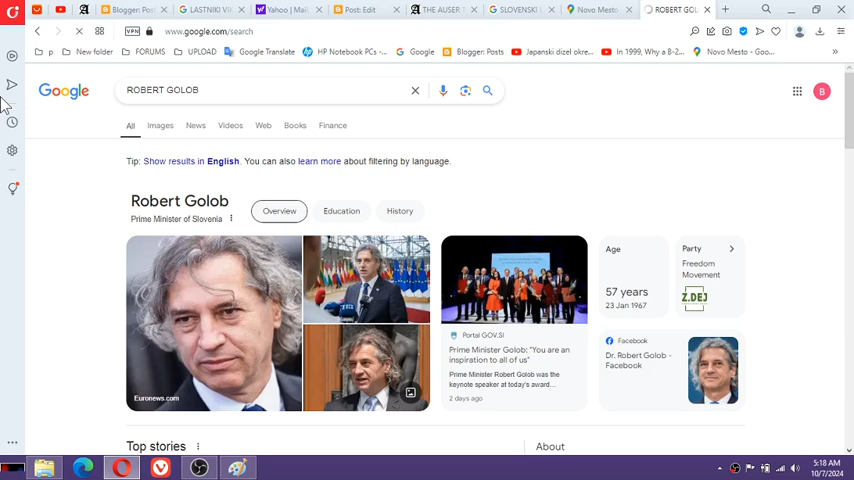 Blogger: Pos
LASTNIKI VI
Yahoo | Mail
Post: Edit
THE AUSER T
SLOVENSKI
Novo Mesto -
ROBERT GOL
VPN
www.google.com/search
p
New folder
FORUMS
UPLOAD
Google Translate
HP Notebook PCs -...
Google
Blogger: Posts
Japanski dizel okre...
In 1999, Why a B-2...
Novo Mesto - Goo...
Google
ROBERT GOLOB
B
All
Images
News
Videos
Web
Books
Finance
Tip: Show results in English. You can also learn more about filtering by language.
Robert Golob
Prime Minister of Slovenia
Overview
Education
History
Euronews.com
Portal GOV.SI
Prime Minister Golob: "You are an
inspiration to all of us"
Prime Minister Robert Golob was the
keynote speaker at today's award...
2 days ago
Age
57 years
23 Jan 1967
Party
Freedom
Movement
Z.DEJ
Facebook
Dr. Robert Golob -
Facebook
Top stories
About
5:18 AM
10/7/2024